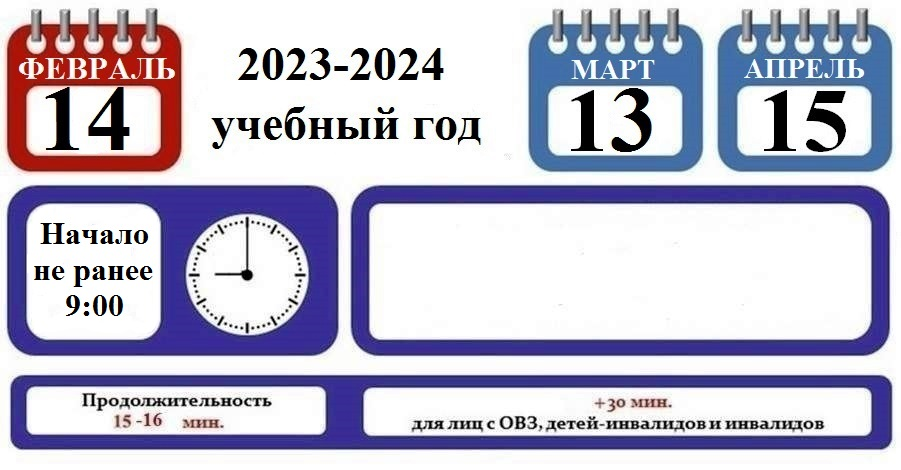 ФЕВРАЛЬ
14
2023-2024
учебный год
МАРТ
13
АПРЕЛЬ
15
Начало
не ранее
9:00
Продолжительность
15 -16 мин.
+30 мин.
для лиц с ОВЗ, детей-инвалидов и инвалидов